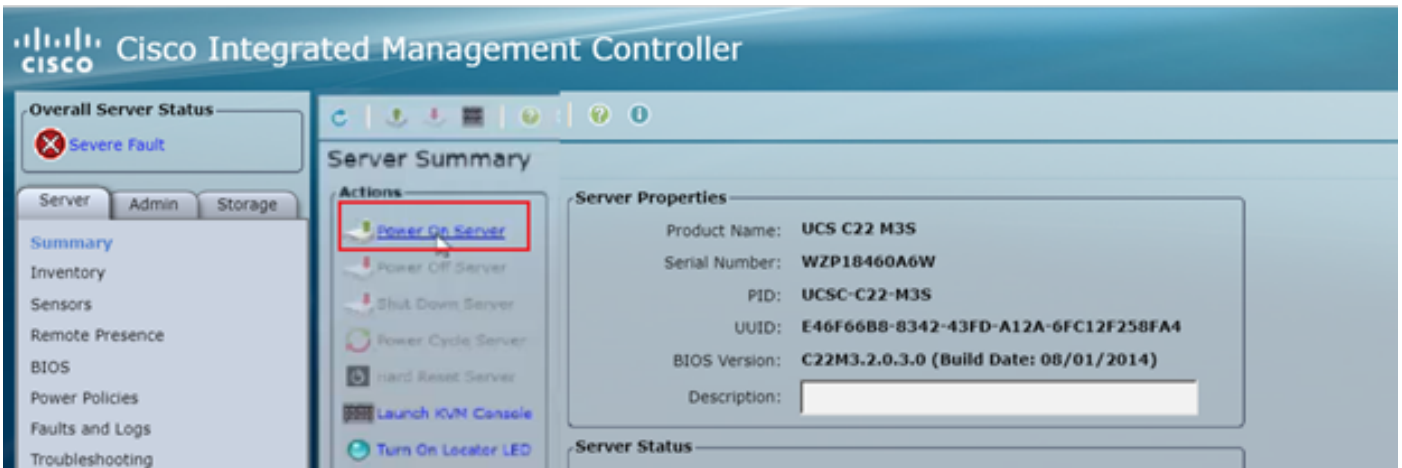 CISCO
Cisco Integrated Management Controller
Overall Server Status
Severe Fault
Server Admin Storage
Summary
Inventory
Sensors
Remote Presence
BIOS
Power Policies
Faults and Logs
Troubleshooting
Server Summary
Actions
Power On Server
Power Off Server
Shut Down Server
Power Cycle Server
Hard Reset Server
Launch KVM Console
Turn On Locator LED
Server Properties
Product Name: UCS C22 M3S
Serial Number: WZP18460A6W
PID: UCSC-C22-M3S
UUID: E46F66B8-8342-43FD-A12A-6FC12F258FA4
BIOS Version: C22M3.2.0.3.0 (Build Date: 08/01/2014)
Description:
Server Status